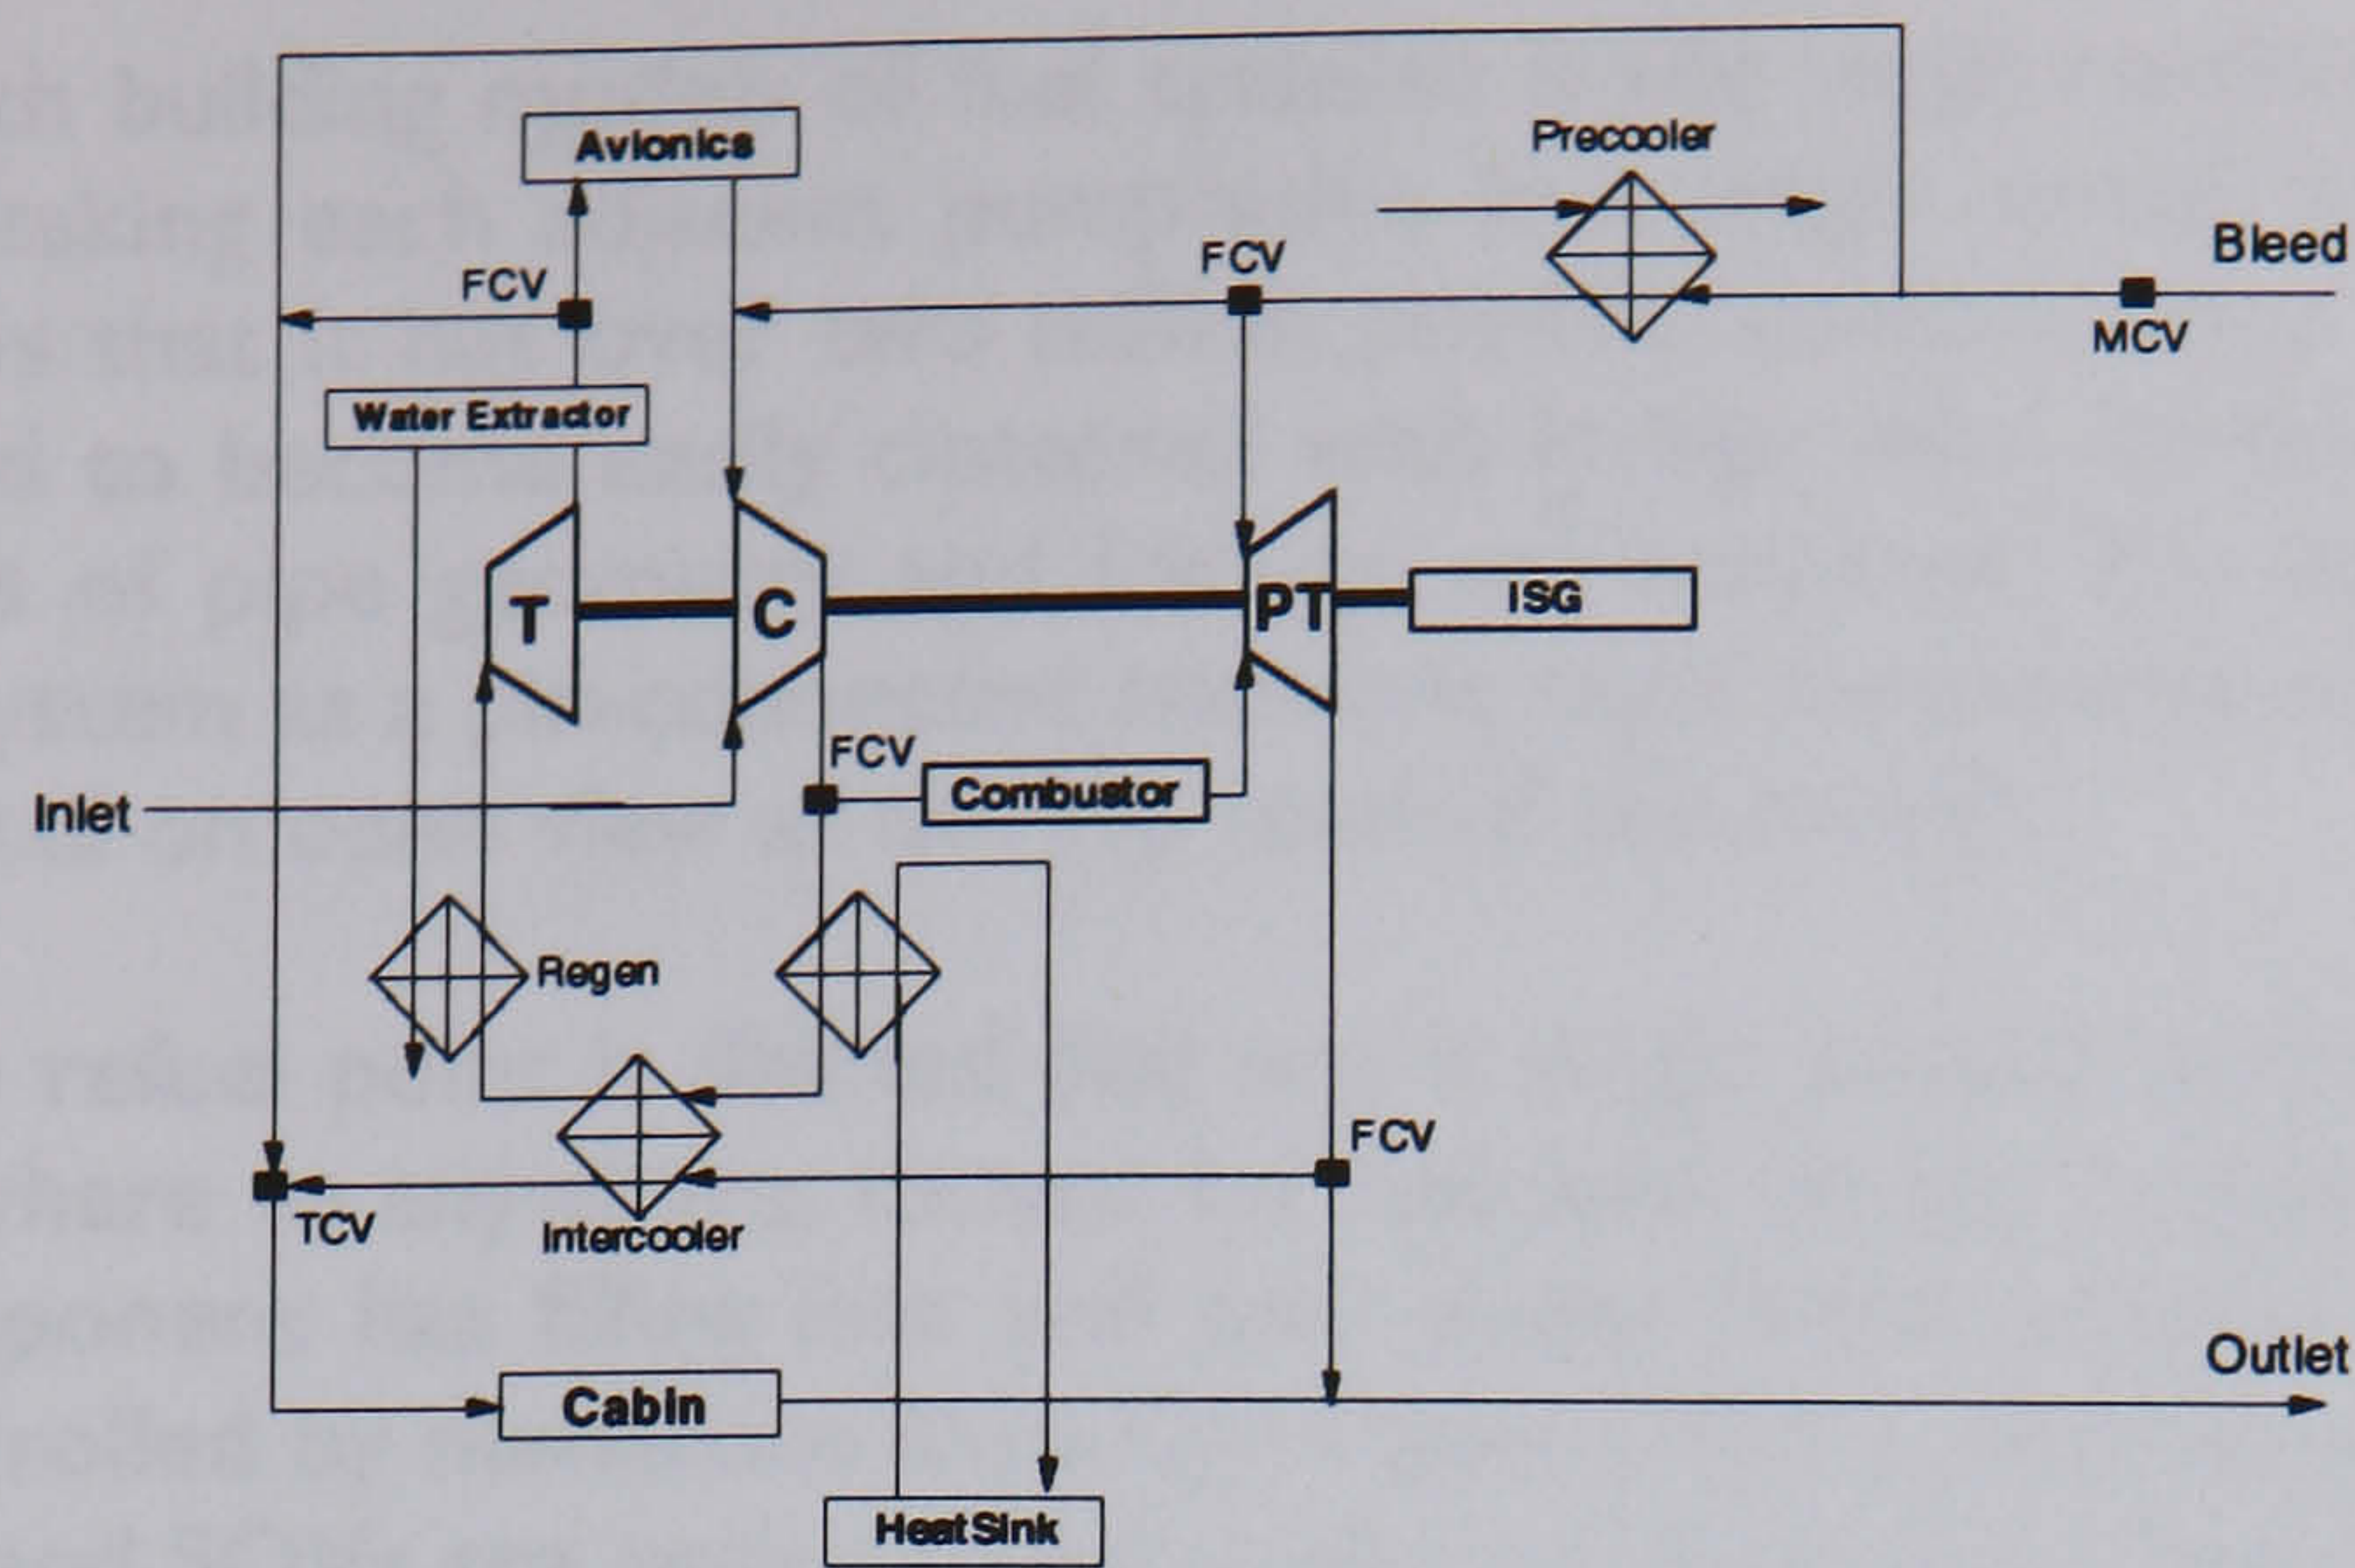 Avionics
Precooler
Bleed
FCV
FCV
MCV
Water Extractor
T
C
PT
ISG
FCV
Combustor
Inlet
Regen
FCV
TCV
Intercooler
Outlet
Cabin
HeatSink